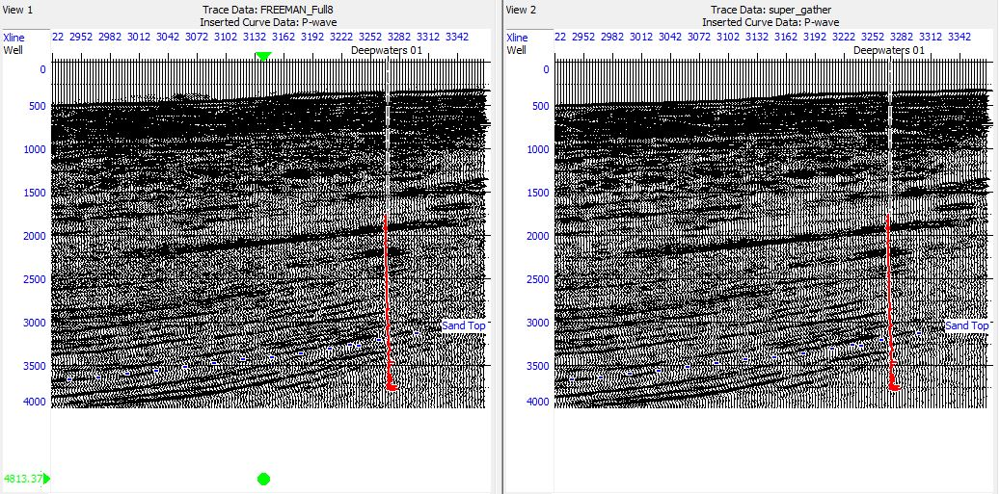 View 1
Trace Data: FREEMAN_Full8
Inserted Curve Data: P-wave
Xline 22 2952 2982 3012 3042 3072 3102 3132 3162 3192 3222 3252 3282 3312 3342
Well
Deepwaters 01
0
500
1000
1500
2000
2500
3000
Sand Top
3500
4000
4813.37
View 2
Trace Data: super_gather
Inserted Curve Data: P-wave
Xline 22 2952 2982 3012 3042 3072 3102 3132 3162 3192 3222 3252 3282 3312 3342
Well
Deepwaters 01
0
500
1000
1500
2000
2500
3000
Sand Top
3500
4000